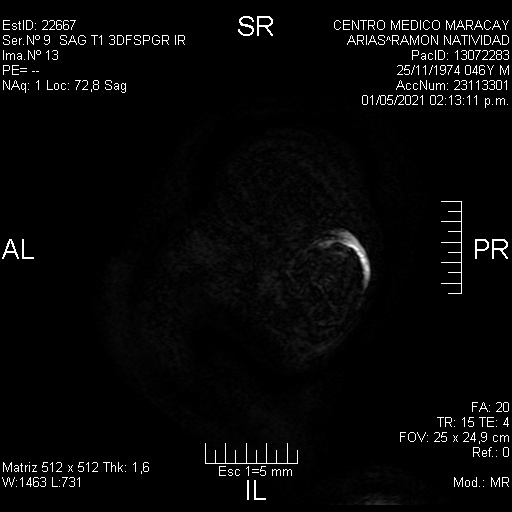 EstID: 22667
Ser.Nº 9 SAG T1 3DFSPGR IR
Ima.Nº 13
PE= --
NAq: 1 Loc: 72,8 Sag
SR
CENTRO MEDICO MARACAY
ARIAS^RAMON NATIVIDAD
PacID: 13072283
25/11/1974 046Y M
AccNum: 23113301
01/05/2021 02:13:11 p.m.
AL
PR
FA: 20
TR: 15 TE: 4
FOV: 25 x 24,9 cm
Ref.: 0
Mod.: MR
Matriz 512 x 512 Thk: 1,6
W:1463 L:731
Esc 1=5 mm
IL